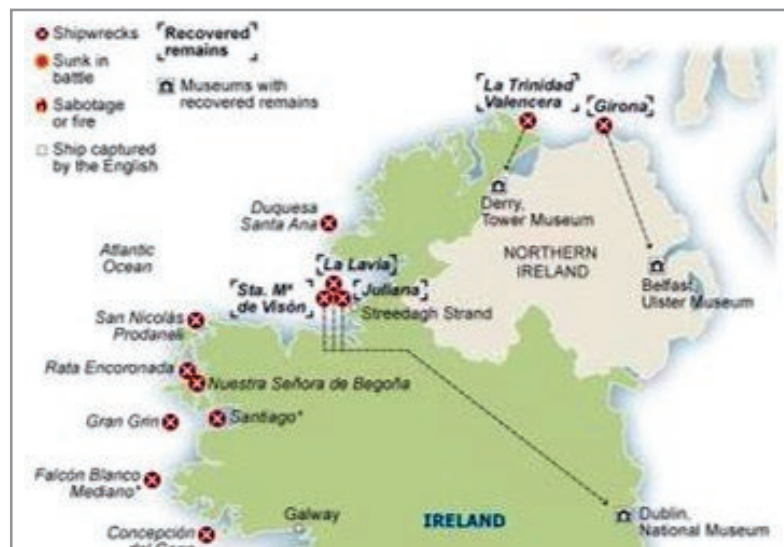 Shipwrecks
Sunk in
battle
Sabotage
or fire
Ship captured
by the English
Recovered
remains
Museums with
recovered remains
La Trinidad
Valencera
Girona
Derry,
Tower Museum
Duquesa
Santa Ana
NORTHERN
IRELAND
Atlantic
Ocean
La Lavia
Sta. Mª
de Visón
Juliana
Streedagh Strand
Belfast,
Ulster Museum
San Nicolás
Prodaneli
Rata Encoronada
Nuestra Señora de Begoña
Gran Grin
Santiago*
Falcón Blanco
Mediano*
Galway
IRELAND
Dublin,
National Museum
Concepción